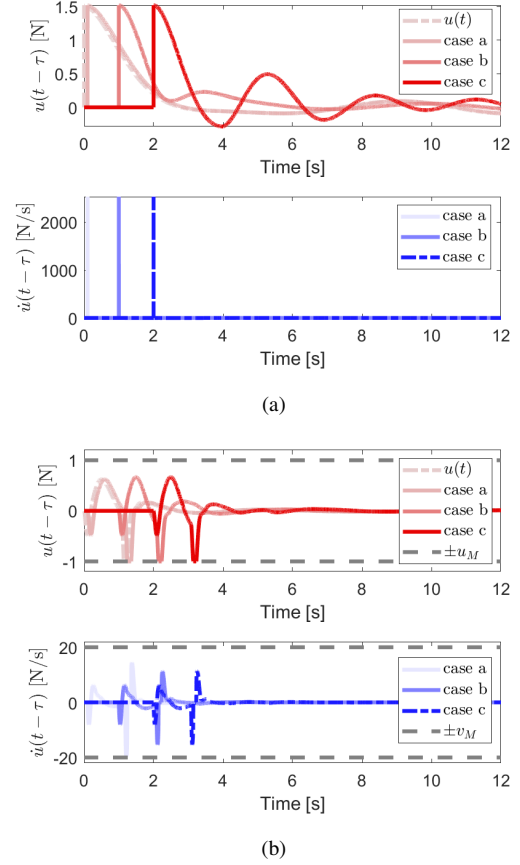 1.5
1
0.5
0
u(t − τ) [N]
u(t)
case a
case b
case c
0 2 4 6 8 10 12
Time [s]
2000
1000
0
u̇(t − τ) [N/s]
case a
case b
case c
0 2 4 6 8 10 12
Time [s]
(a)
1
0
-1
u(t − τ) [N]
u(t)
case a
case b
case c
±u_M
0 2 4 6 8 10 12
Time [s]
20
0
-20
u̇(t − τ) [N/s]
case a
case b
case c
±v_M
0 2 4 6 8 10 12
Time [s]
(b)